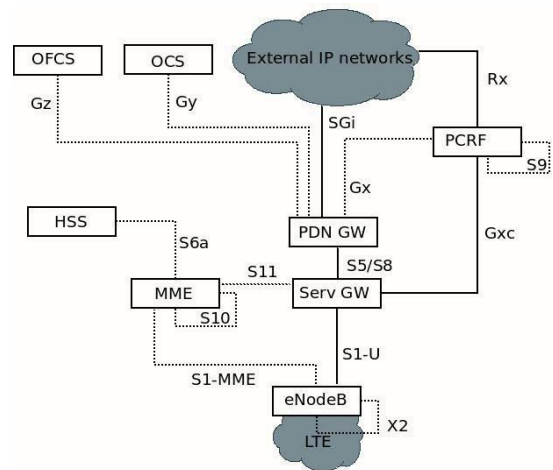 OFCS
OCS
External IP networks
Gz
Gy
Rx
SGi
PCRF
S9
Gx
HSS
PDN GW
Gxc
S6a
S5/S8
S11
MME
Serv GW
S10
S1-U
S1-MME
eNodeB
X2
LTE